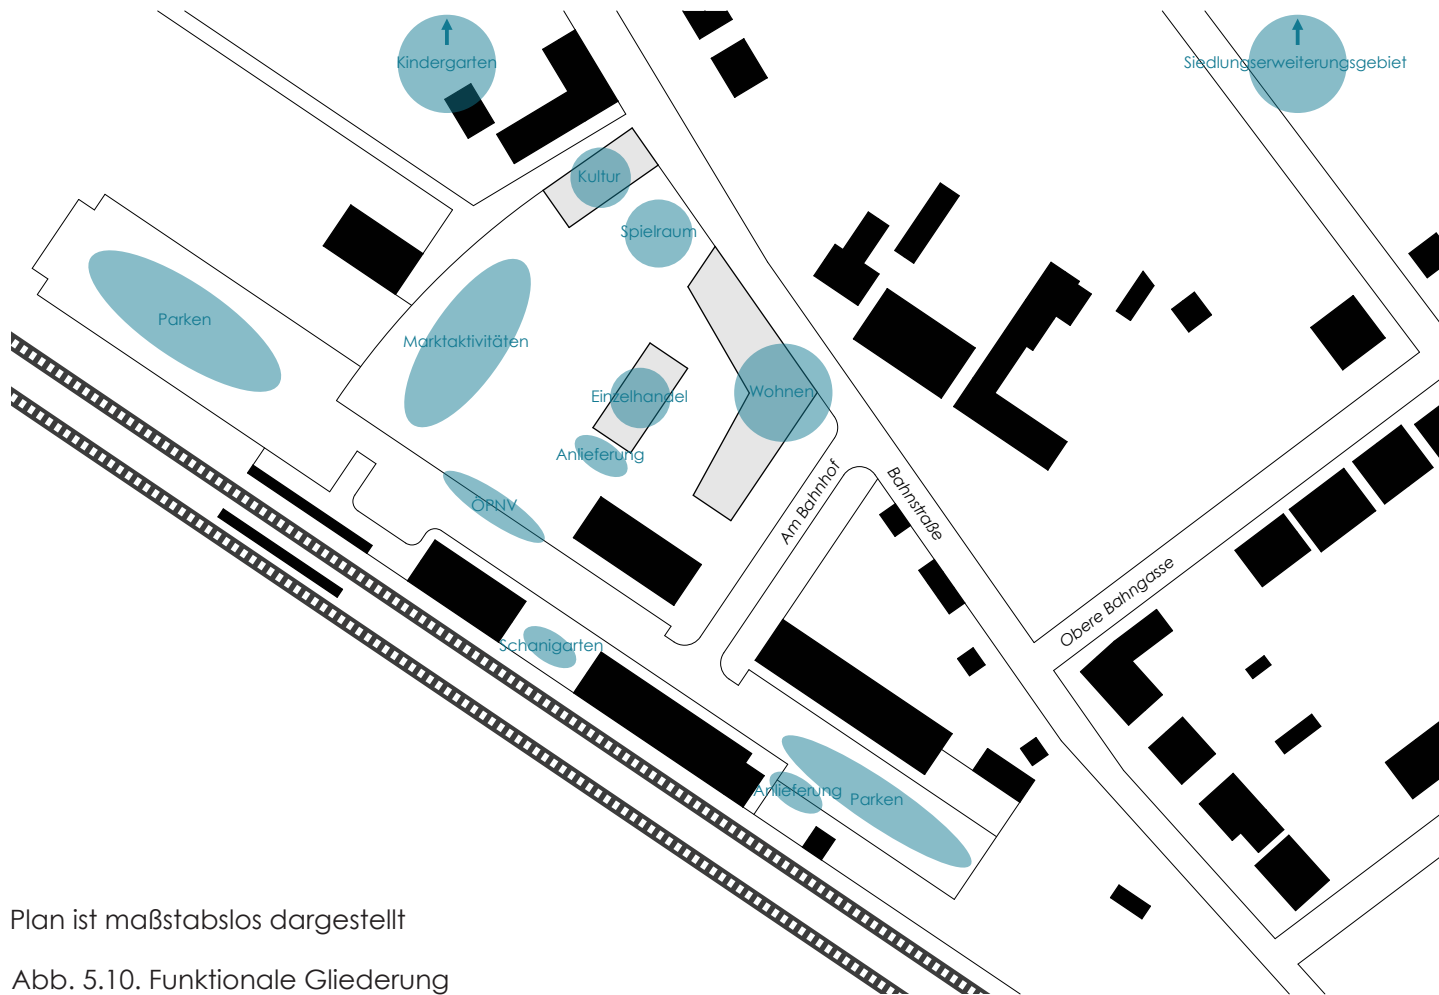 Kindergarten
Siedlungserweiterungsgebiet
Kultur
Spielraum
Parken
Marktaktivitäten
Einzelhandel
Wohnen
Anlieferung
ÖPNV
Am Bahnhof
Bahnstraße
Obere Bahngasse
Schanigarten
Anlieferung
Parken
Plan ist maßstabslos dargestellt
Abb. 5.10. Funktionale Gliederung